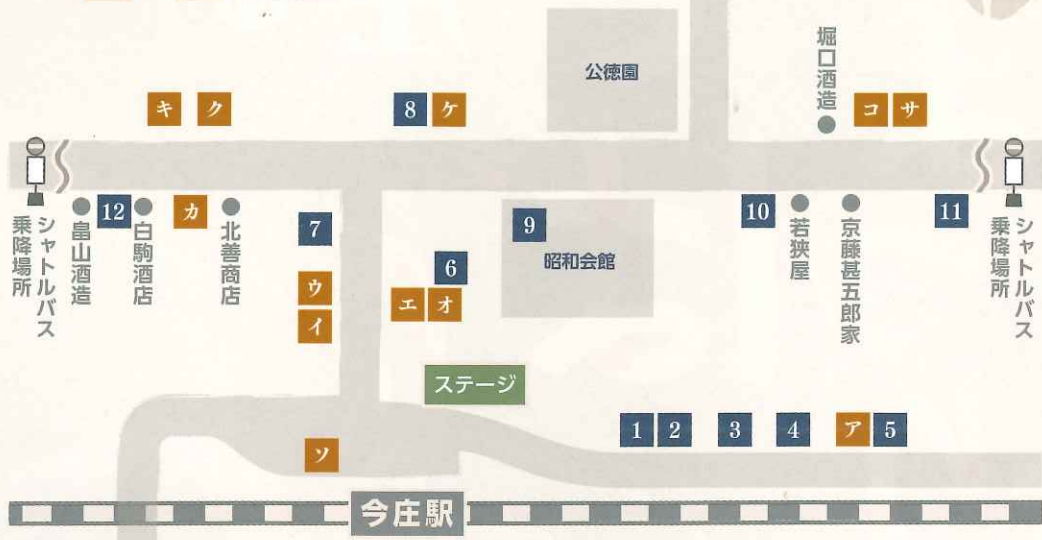 公徳園
堀口酒造
キ
ク
8
ケ
コ
サ
シャトルバス
乗降場所
畠山酒造
12
白駒酒店
カ
北善商店
7
9
昭和会館
10
若狭屋
京藤甚五郎家
11
シャトルバス
乗降場所
6
ウ
イ
エ
オ
ステージ
1
2
3
4
ア
5
ソ
今庄駅